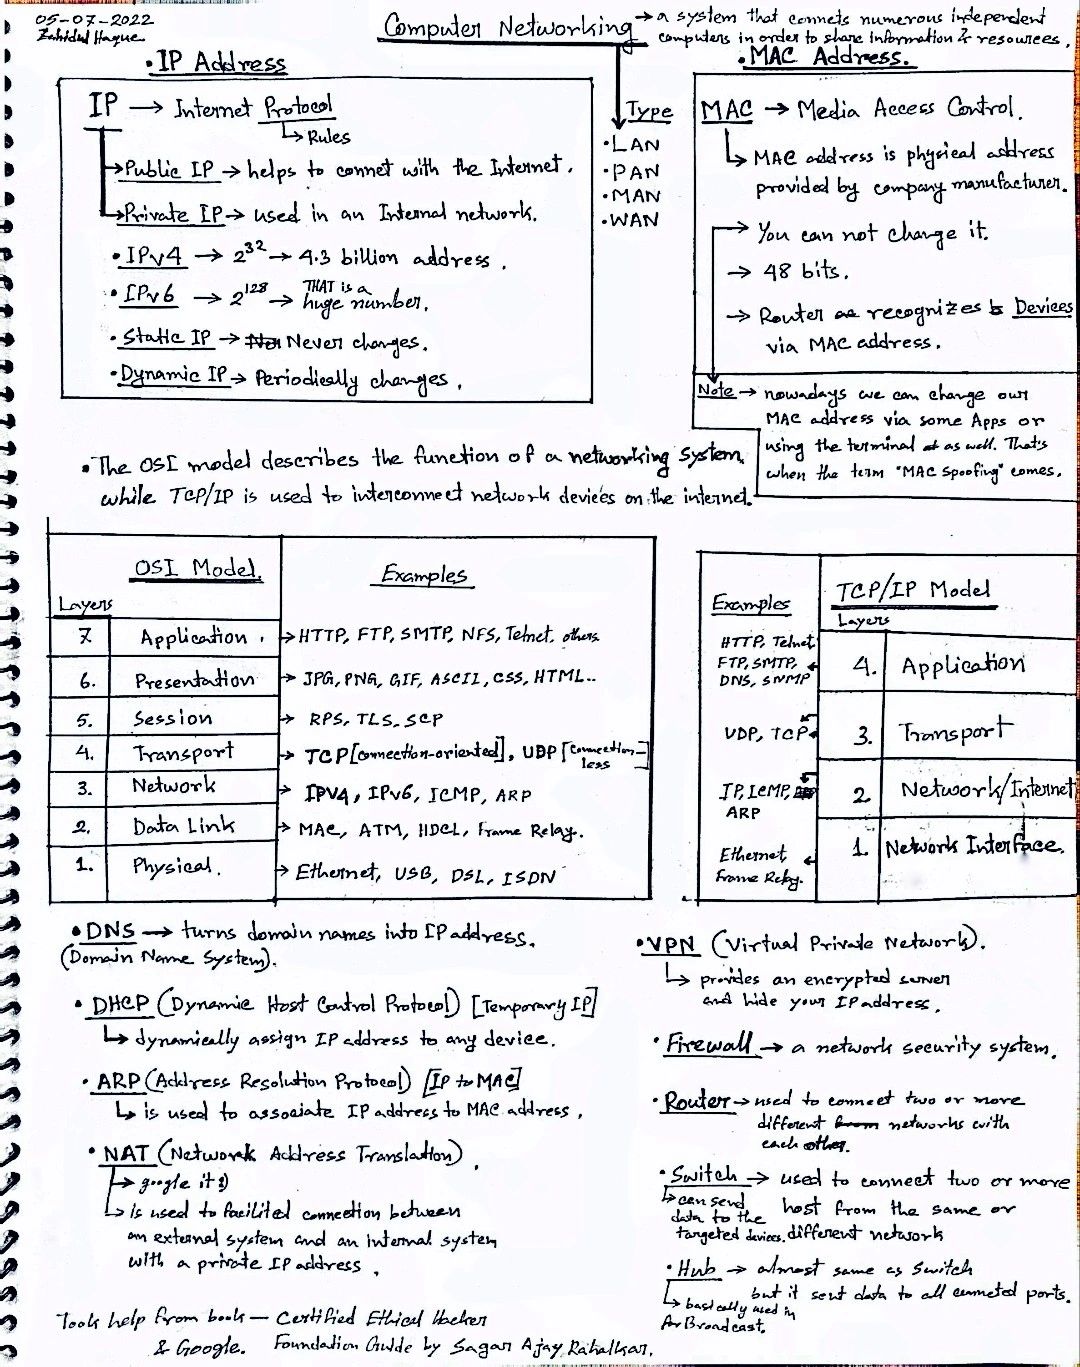 05-07-2022
Zahidul Haque
Computer Networking → a system that connets numerous independent
computers in order to share information & resources.
• IP Address
IP → Internet Protocol
↳ Rules
→ Public IP → helps to connet with the Internet.
→ Private IP → used in an Internal network.
• IPv4 → 2^32 → 4.3 billion address.
• IPv6 → 2^128 → THAT is a
huge number.
• Static IP → Never changes.
• Dynamic IP → Periodically changes.
Type
• LAN
• PAN
• MAN
• WAN
• MAC Address.
MAC → Media Access Control.
↳ MAC address is physical address
provided by company manufacturer.
→ You can not change it.
→ 48 bits.
→ Router recognizes Devices
via MAC address.
Note → nowadays we can change our
MAC address via some Apps or
using the terminal as well. That's
when the term "MAC Spoofing" comes.
• The OSI model describes the function of a networking system.
while TCP/IP is used to interconnect network devices on the internet.
OSI Model. Examples
Layers
7. Application. → HTTP, FTP, SMTP, NFS, Telnet. others.
6. Presentation → JPG, PNG, GIF, ASCII, CSS, HTML..
5. Session → RPS, TLS, SCP
4. Transport → TCP [connection-oriented], UDP [connection-
less]
3. Network → IPV4, IPv6, ICMP, ARP
2. Data Link → MAC, ATM, HDCL, Frame Relay.
1. Physical. → Ethernet, USB, DSL, ISDN
Examples TCP/IP Model
Layers
HTTP, Telnet
FTP, SMTP, ← 4. Application
DNS, SNMP
UDP, TCP ← 3. Transport
IP, ICMP, 2. Network/Internet
ARP
Ethernet, ← 1. Network Interface.
Frame Relay.
• DNS → turns domain names into IP address.
(Domain Name System).
• DHCP (Dynamic Host Control Protocol) [Temporary IP]
↳ dynamically assign IP address to any device.
• ARP (Address Resolution Protocol) [IP to MAC]
↳ is used to associate IP address to MAC address.
• NAT (Network Address Translation).
→ google it :)
↳ is used to facilited connection between
an external system and an internal system
with a private IP address.
• VPN (Virtual Private Network).
↳ provides an encrypted server
and hide your IP address.
• Firewall → a network security system.
• Router → used to connect two or more
different networks with
each other.
• Switch → used to connect two or more
host from the same or
different network
↳ can send
data to the
targeted devices.
• Hub → almost same as Switch
but it sent data to all conneted ports.
↳ basically used in
Broadcast.
Took help from book — Certified Ethical Hacker
& Google. Foundation Guide by Sagar Ajay Rahalkar.